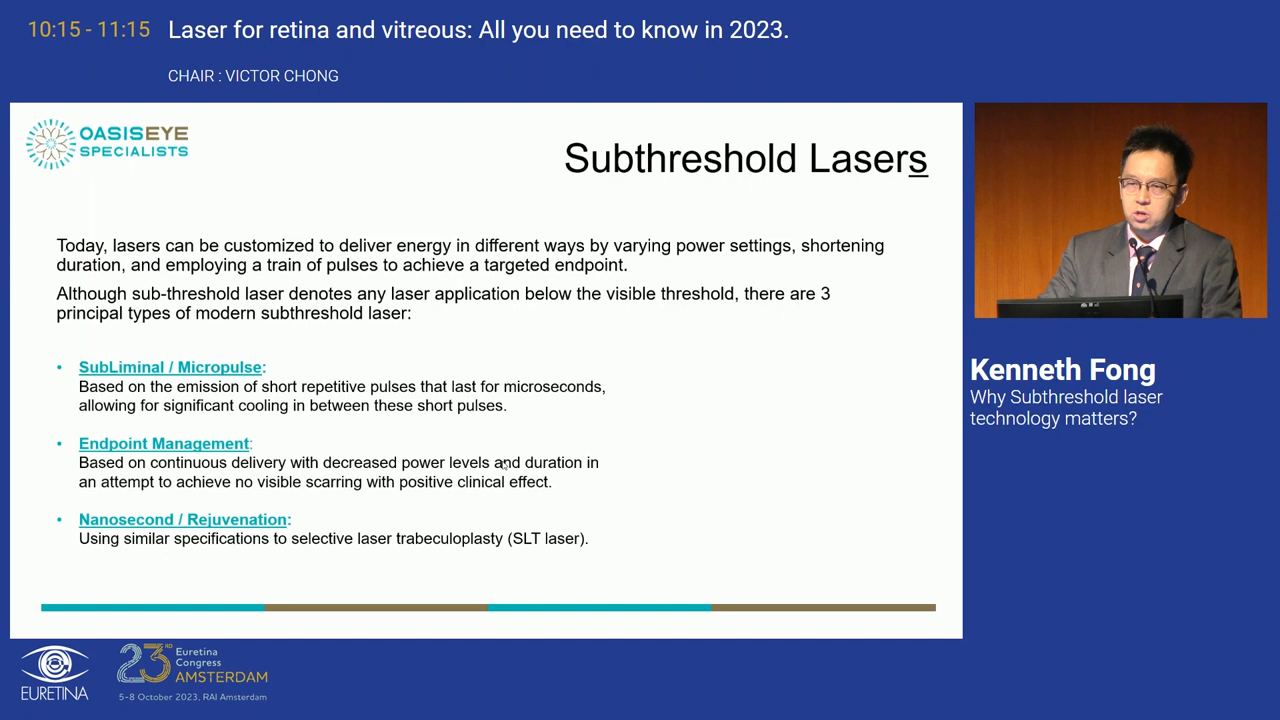 10:15 - 11:15 Laser for retina and vitreous: All you need to know in 2023.
CHAIR : VICTOR CHONG
OASISEYE
SPECIALISTS
Subthreshold Lasers
Today, lasers can be customized to deliver energy in different ways by varying power settings, shortening
duration, and employing a train of pulses to achieve a targeted endpoint.
Although sub-threshold laser denotes any laser application below the visible threshold, there are 3
principal types of modern subthreshold laser:
• SubLiminal / Micropulse:
Based on the emission of short repetitive pulses that last for microseconds,
allowing for significant cooling in between these short pulses.
• Endpoint Management:
Based on continuous delivery with decreased power levels and duration in
an attempt to achieve no visible scarring with positive clinical effect.
• Nanosecond / Rejuvenation:
Using similar specifications to selective laser trabeculoplasty (SLT laser).
Kenneth Fong
Why Subthreshold laser
technology matters?
EURETINA
23RD
Euretina
Congress
AMSTERDAM
5-8 October 2023, RAI Amsterdam